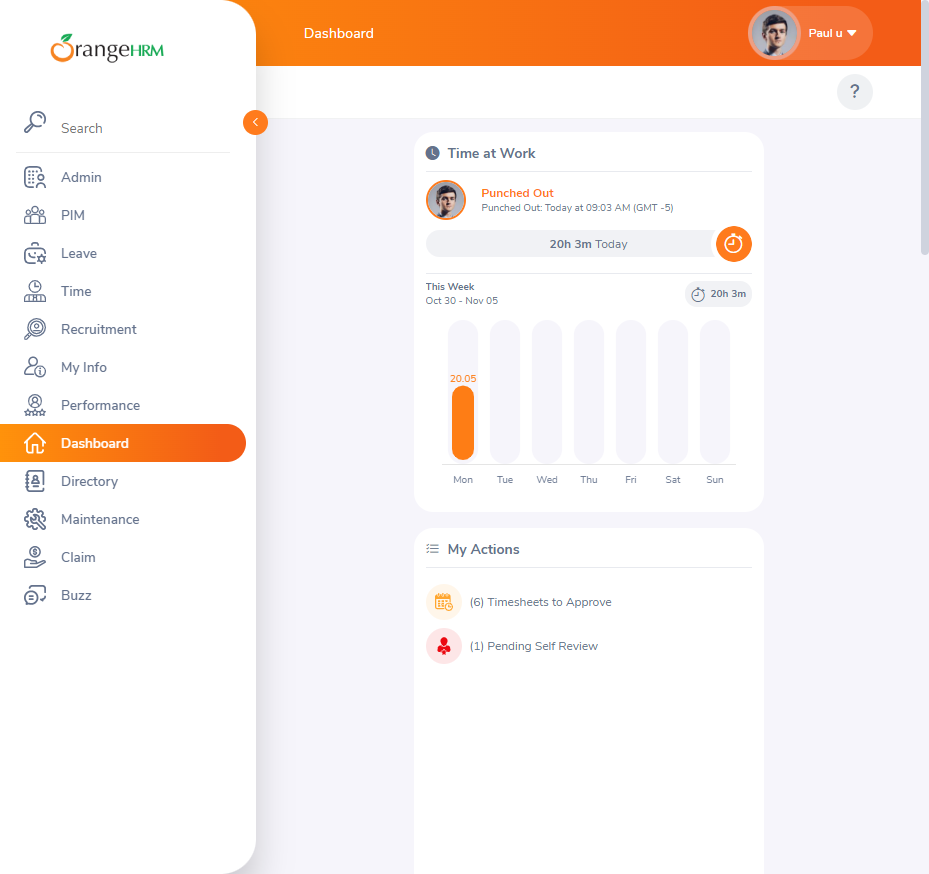 OrangeHRM
Dashboard
Paul u
?
Search
Admin
PIM
Leave
Time
Recruitment
My Info
Performance
Dashboard
Directory
Maintenance
Claim
Buzz
Time at Work
Punched Out
Punched Out: Today at 09:03 AM (GMT -5)
20h 3m Today
This Week
Oct 30 - Nov 05
20h 3m
20.05
Mon Tue Wed Thu Fri Sat Sun
My Actions
(6) Timesheets to Approve
(1) Pending Self Review